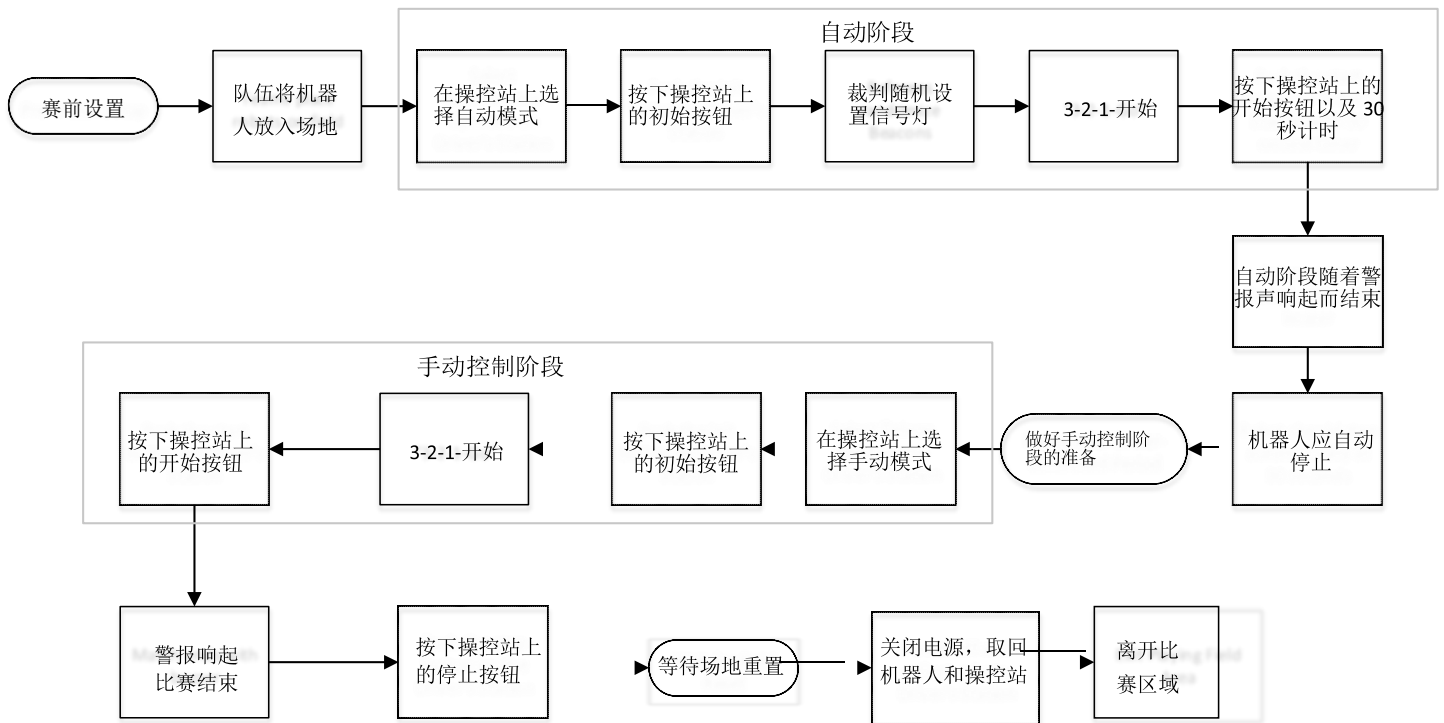 自动阶段
赛前设置
队伍将机器
人放入场地
在操控站上选
择自动模式
按下操控站上
的初始按钮
裁判随机设
置信号灯
3-2-1-开始
按下操控站上的
开始按钮以及 30
秒计时
自动阶段随着警
报声响起而结束
机器人应自动
停止
做好手动控制阶
段的准备
手动控制阶段
在操控站上选
择手动模式
按下操控站上
的初始按钮
3-2-1-开始
按下操控站上
的开始按钮
警报响起
比赛结束
按下操控站上
的停止按钮
等待场地重置
关闭电源，取回
机器人和操控站
离开比
赛区域